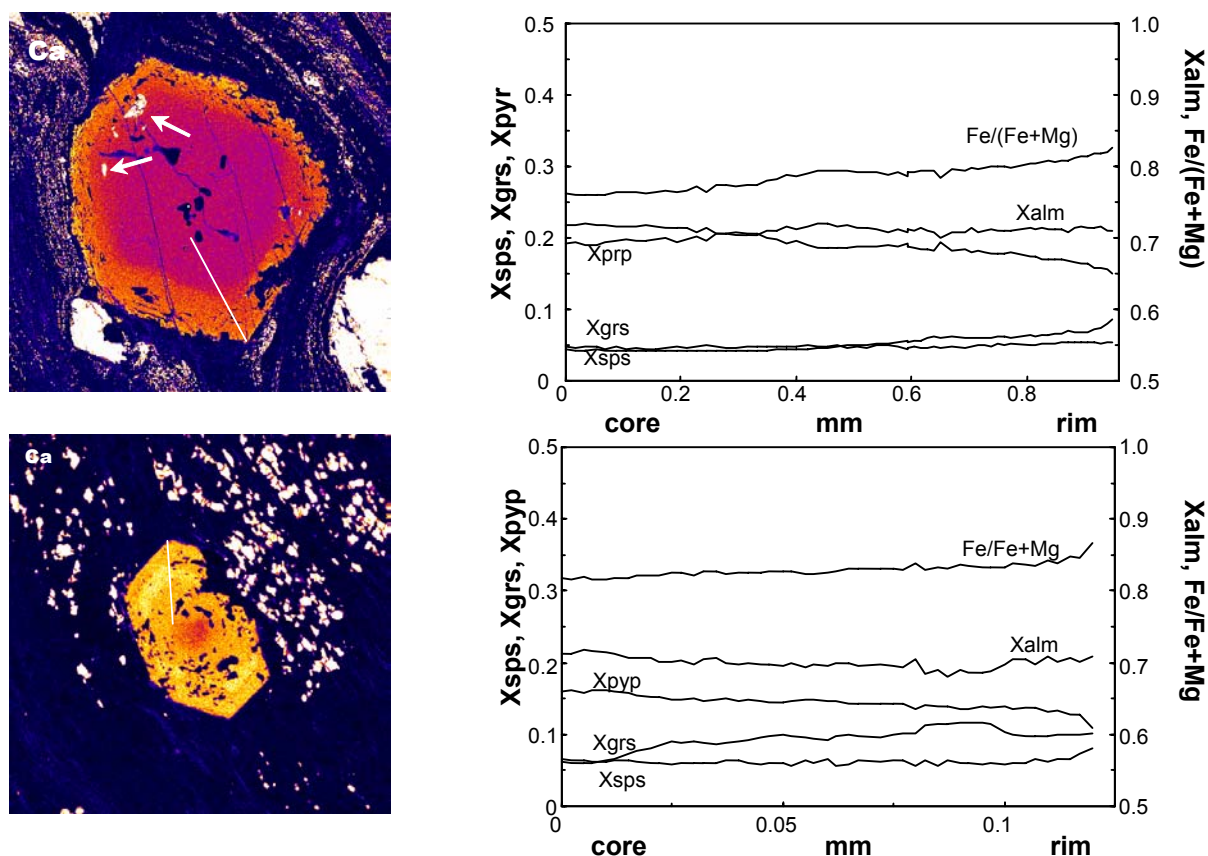 Ca
Xsps, Xgrs, Xpyr
0.5
0.4
0.3
0.2
0.1
0
Fe/(Fe+Mg)
Xalm
Xprp
Xgrs
Xsps
1.0
0.9
0.8
0.7
0.6
0.5
Xalm, Fe/(Fe+Mg)
0 0.2 0.4 0.6 0.8
core mm rim
Ca
Xsps, Xgrs, Xpyp
0.5
0.4
0.3
0.2
0.1
0
Fe/Fe+Mg
Xalm
Xpyp
Xgrs
Xsps
1.0
0.9
0.8
0.7
0.6
0.5
Xalm, Fe/Fe+Mg
0 0.05 0.1
core mm rim